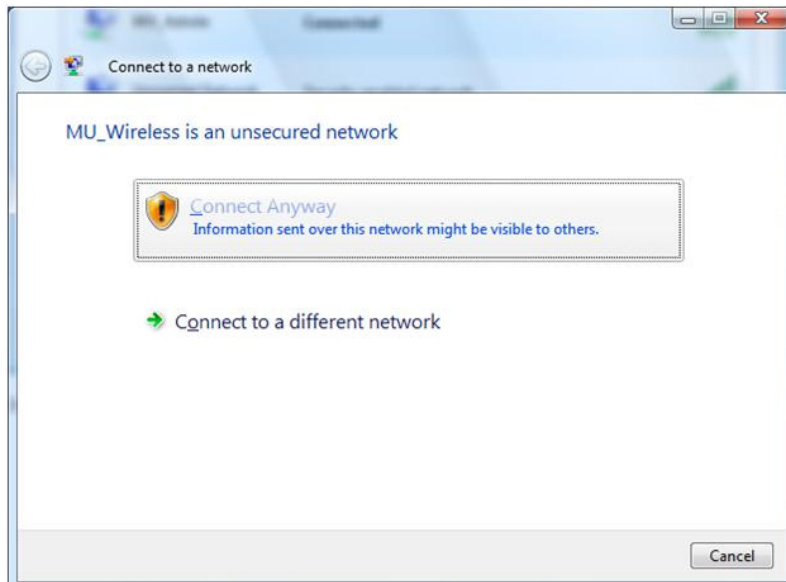 Connected
Connect to a network
MU_Wireless is an unsecured network
Connect Anyway
Information sent over this network might be visible to others.
Connect to a different network
Cancel